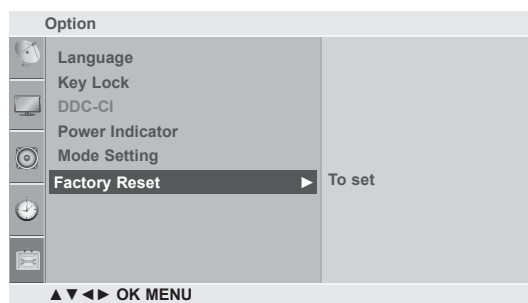 Option
Language
Key Lock
DDC-CI
Power Indicator
Mode Setting
Factory Reset ►
To set
▲▼◄► OK MENU